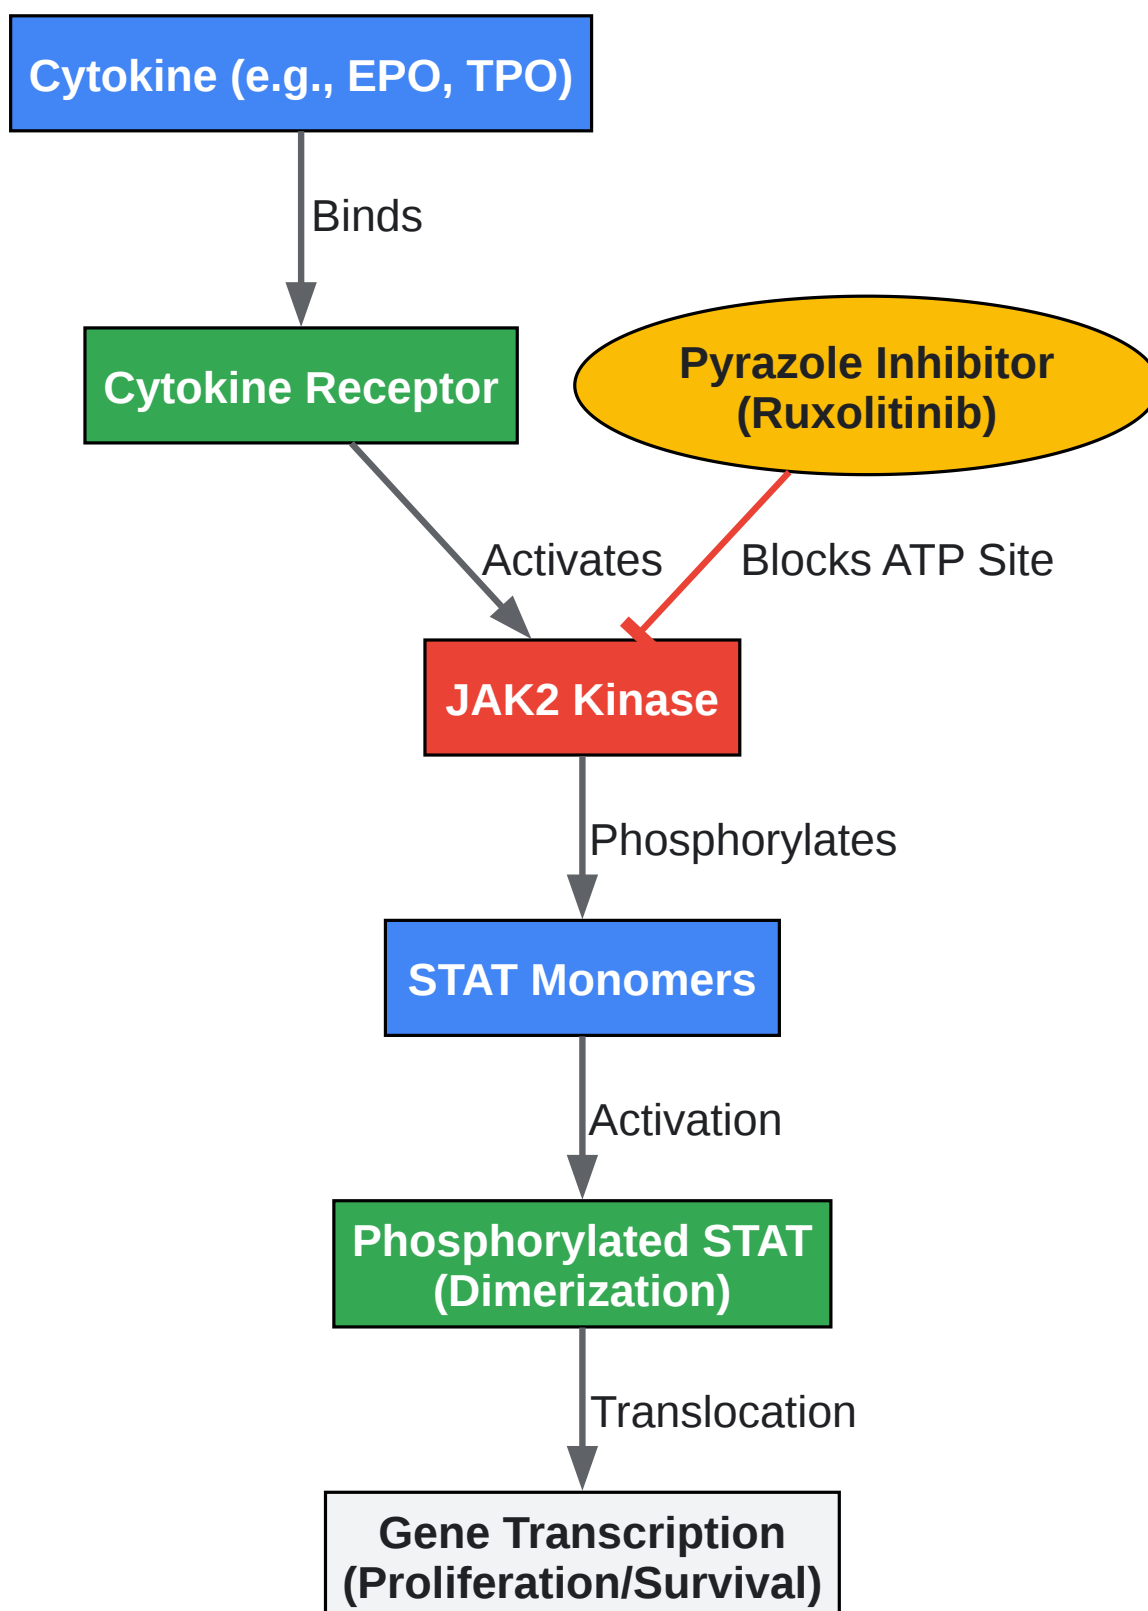 Cytokine (e.g., EPO, TPO)
Binds
Cytokine Receptor
Pyrazole Inhibitor
(Ruxolitinib)
Activates
Blocks ATP Site
JAK2 Kinase
Phosphorylates
STAT Monomers
Activation
Phosphorylated STAT
(Dimerization)
Translocation
Gene Transcription
(Proliferation/Survival)